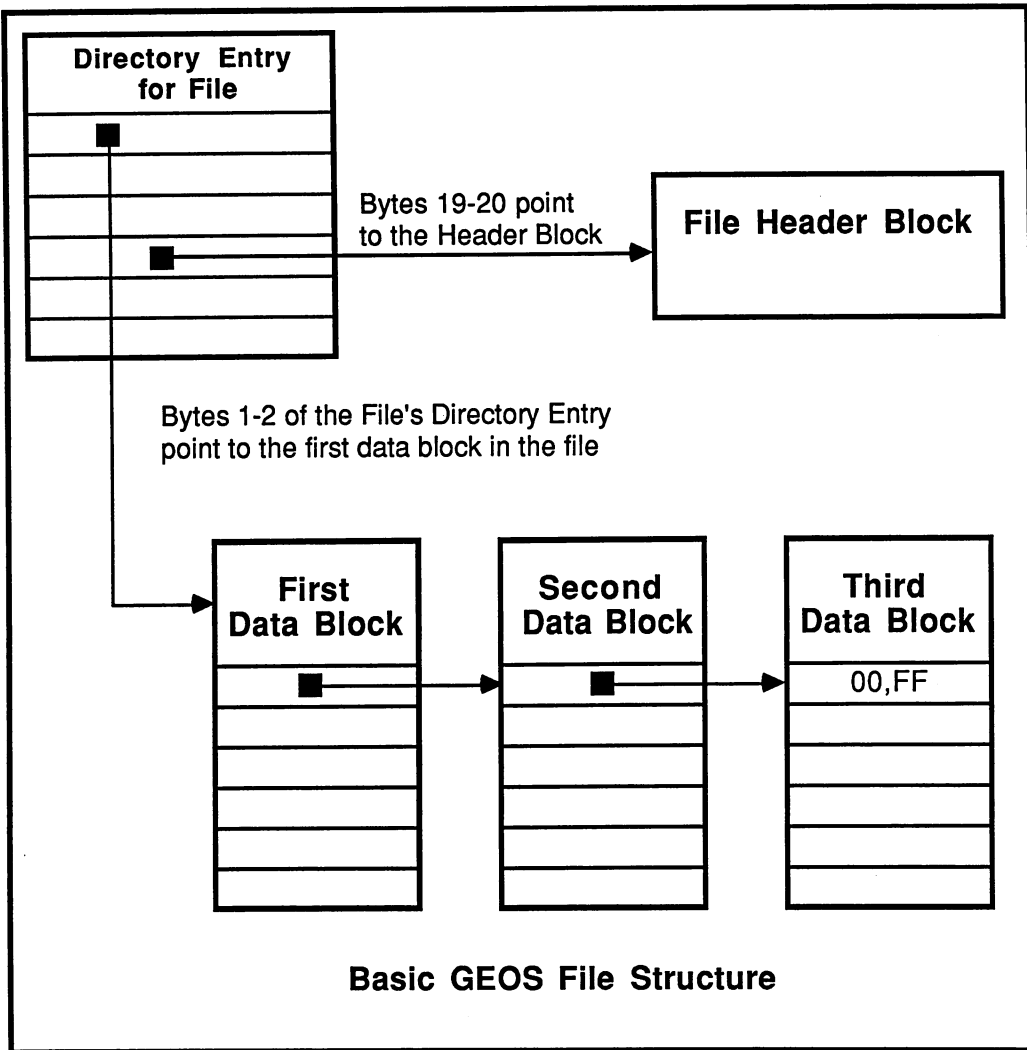 Directory Entry
for File
Bytes 19-20 point
to the Header Block
File Header Block
Bytes 1-2 of the File's Directory Entry
point to the first data block in the file
First
Data Block
Second
Data Block
Third
Data Block
00,FF
Basic GEOS File Structure